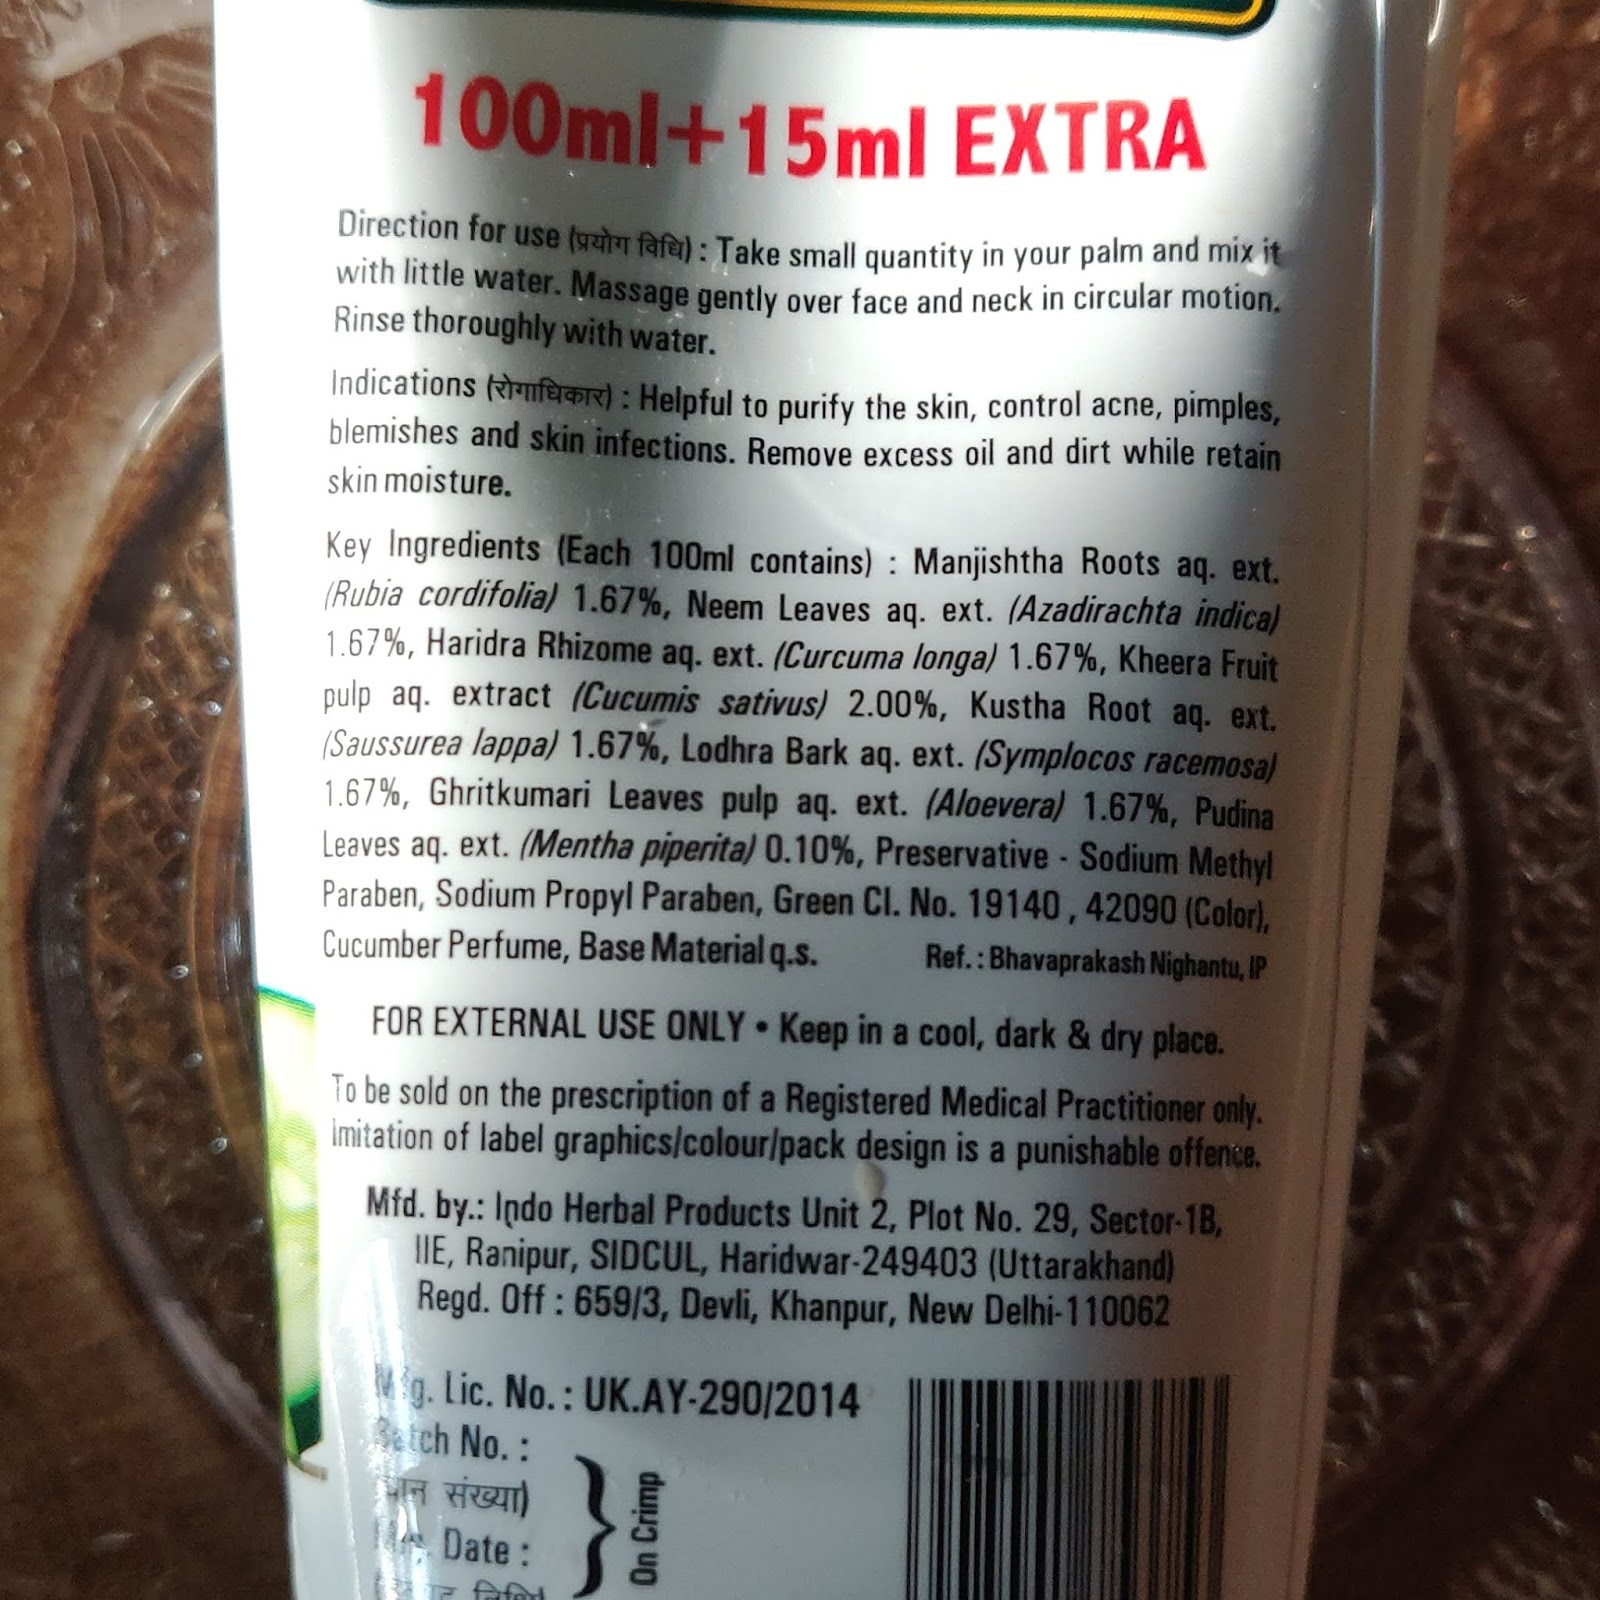 100ml+15ml EXTRA
Direction for use (प्रयोग विधि) : Take small quantity in your palm and mix it
with little water. Massage gently over face and neck in circular motion.
Rinse thoroughly with water.
Indications (रोगाधिकार) : Helpful to purify the skin, control acne, pimples,
blemishes and skin infections. Remove excess oil and dirt while retain
skin moisture.
Key Ingredients (Each 100ml contains) : Manjishtha Roots aq. ext.
(Rubia cordifolia) 1.67%, Neem Leaves aq. ext. (Azadirachta indica)
1.67%, Haridra Rhizome aq. ext. (Curcuma longa) 1.67%, Kheera Fruit
pulp aq. extract (Cucumis sativus) 2.00%, Kustha Root aq. ext.
(Saussurea lappa) 1.67%, Lodhra Bark aq. ext. (Symplocos racemosa)
1.67%, Ghritkumari Leaves pulp aq. ext. (Aloevera) 1.67%, Pudina
Leaves aq. ext. (Mentha piperita) 0.10%, Preservative - Sodium Methyl
Paraben, Sodium Propyl Paraben, Green CI. No. 19140 , 42090 (Color),
Cucumber Perfume, Base Material q.s. Ref. : Bhavaprakash Nighantu, IP
FOR EXTERNAL USE ONLY • Keep in a cool, dark & dry place.
To be sold on the prescription of a Registered Medical Practitioner only.
Imitation of label graphics/colour/pack design is a punishable offence.
Mfd. by.: Indo Herbal Products Unit 2, Plot No. 29, Sector-1B,
IIE, Ranipur, SIDCUL, Haridwar-249403 (Uttarakhand)
Regd. Off : 659/3, Devli, Khanpur, New Delhi-110062
Mfg. Lic. No. : UK.AY-290/2014
Batch No. :
संख्या)
Date :
On Crimp